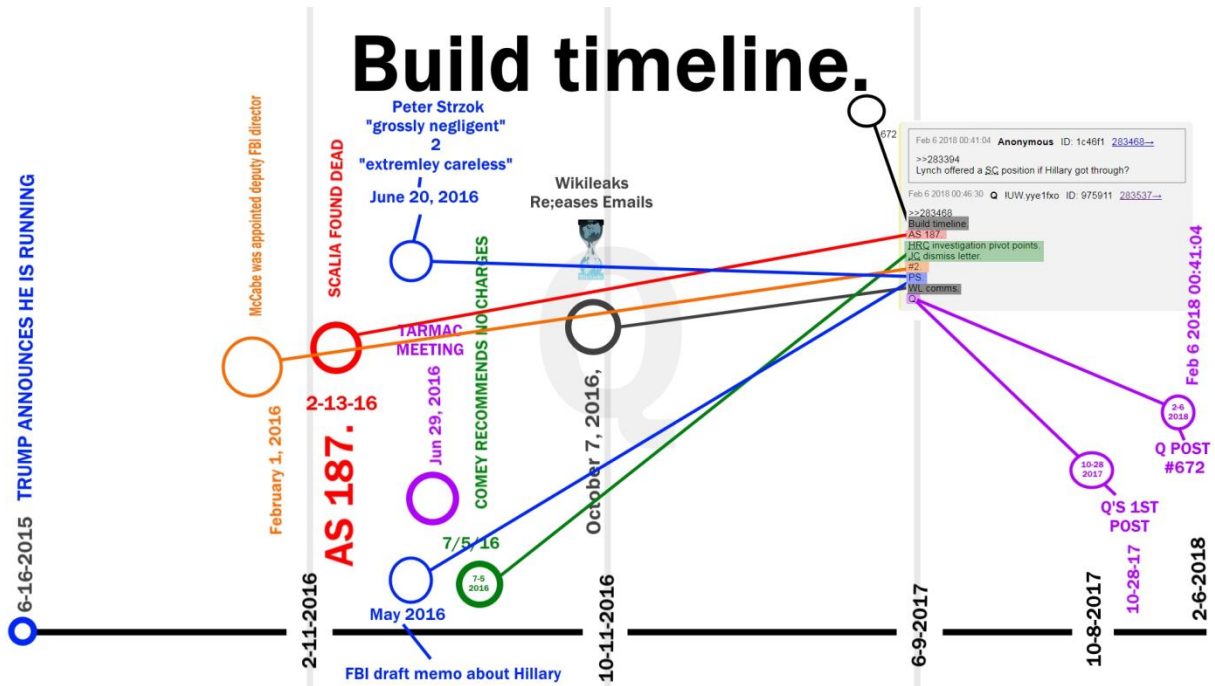 Build timeline.
6-16-2015 TRUMP ANNOUNCES HE IS RUNNING
McCabe was appointed deputy FBI director
February 1, 2016
SCALIA FOUND DEAD
2-13-16
AS 187.
Peter Strzok
"grossly negligent"
2
"extremley careless"
June 20, 2016
TARMAC
MEETING
Jun 29, 2016
COMEY RECOMMENDS NO CHARGES
7/5/16
7-5
2016
May 2016
FBI draft memo about Hillary
Wikileaks
Re;eases Emails
October 7, 2016,
Q
672
Feb 6 2018 00:41:04 Anonymous ID: 1c46f1 283468→
>>283394
Lynch offered a SC position if Hillary got through?
Feb 6 2018 00:46:30 Q !UW.yye1fxo ID: 975911 283537→
>>283468
Build timeline.
AS 187.
HRC investigation pivot points.
JC dismiss letter.
#2.
PS.
WL comms.
Q
Feb 6 2018 00:41:04
2-6
2018
Q POST
#672
10-28
2017
Q'S 1ST
POST
10-28-17
2-11-2016
10-11-2016
6-9-2017
10-8-2017
2-6-2018